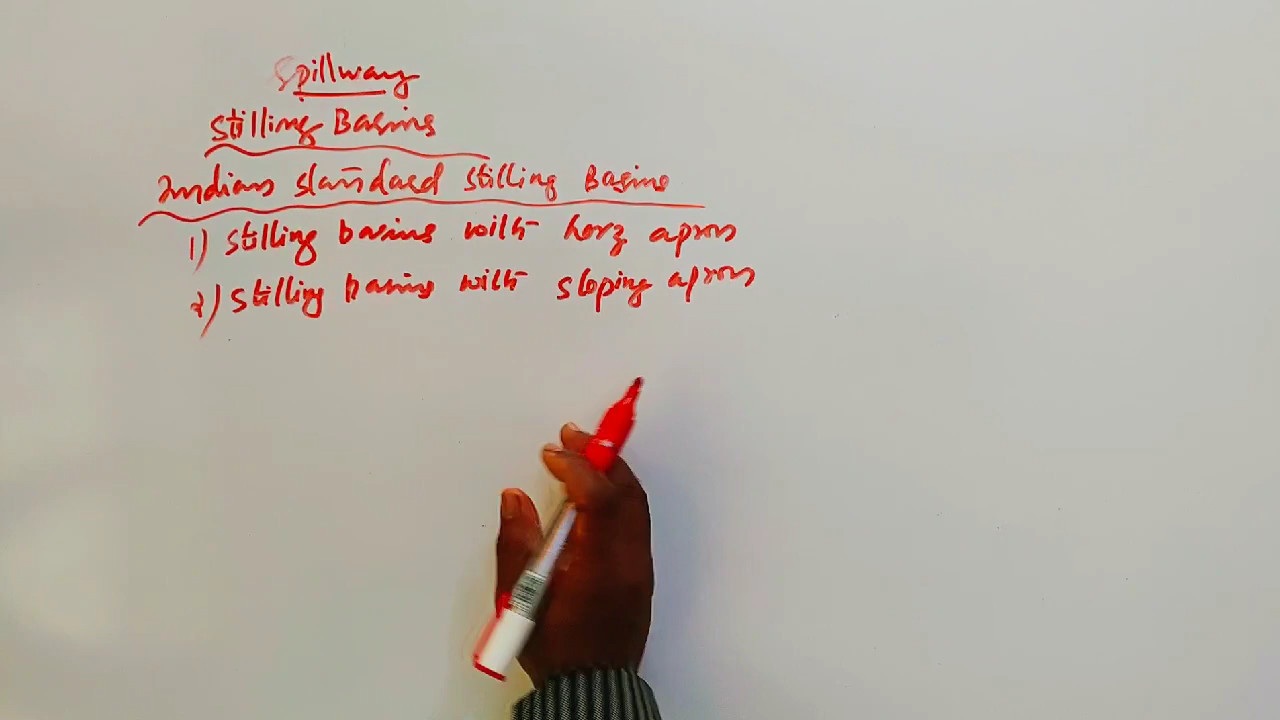 Spillway
Stilling Basins
Indian standard stilling Basins
1) stilling basins with horz apron
2) stilling basins with sloping apron